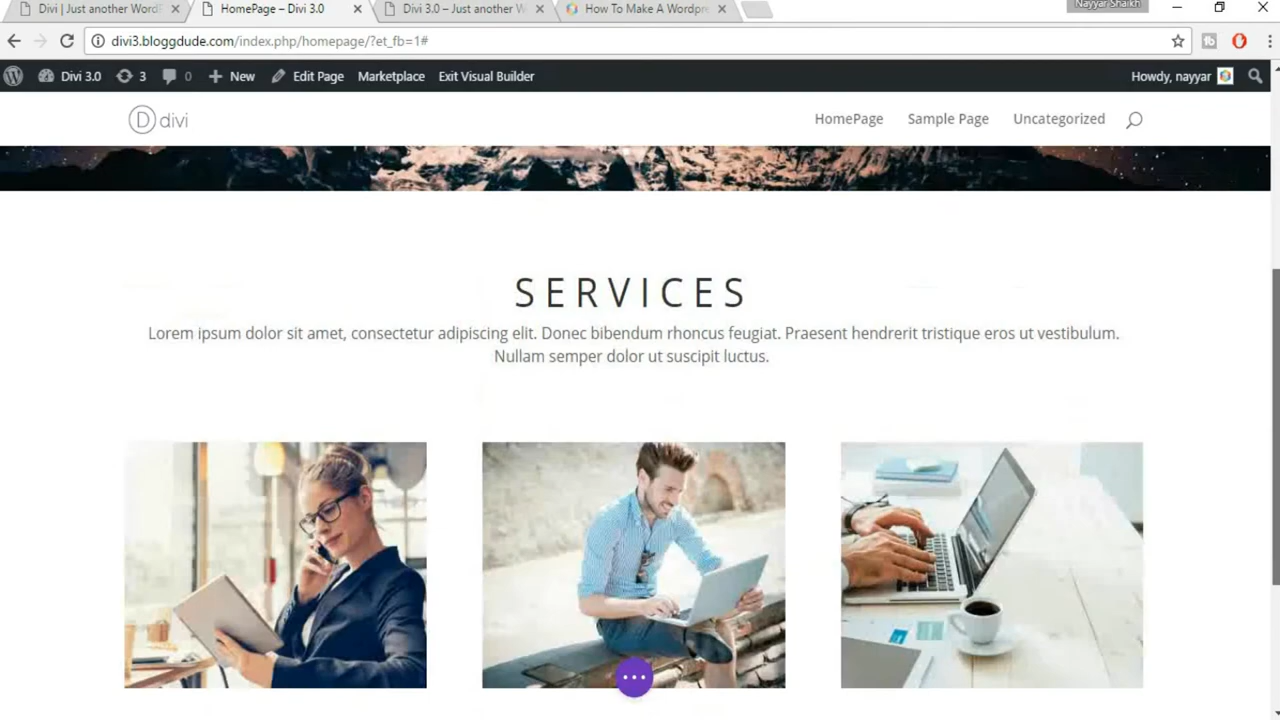 Divi | Just another Word
HomePage – Divi 3.0
Divi 3.0 – Just another W
How To Make A Wordpre
Nayyar Shaikh
divi3.bloggdude.com/index.php/homepage/?et_fb=1#
Divi 3.0
3
0
New
Edit Page
Marketplace
Exit Visual Builder
Howdy, nayyar
D divi
HomePage
Sample Page
Uncategorized
SERVICES
Lorem ipsum dolor sit amet, consectetur adipiscing elit. Donec bibendum rhoncus feugiat. Praesent hendrerit tristique eros ut vestibulum.
Nullam semper dolor ut suscipit luctus.